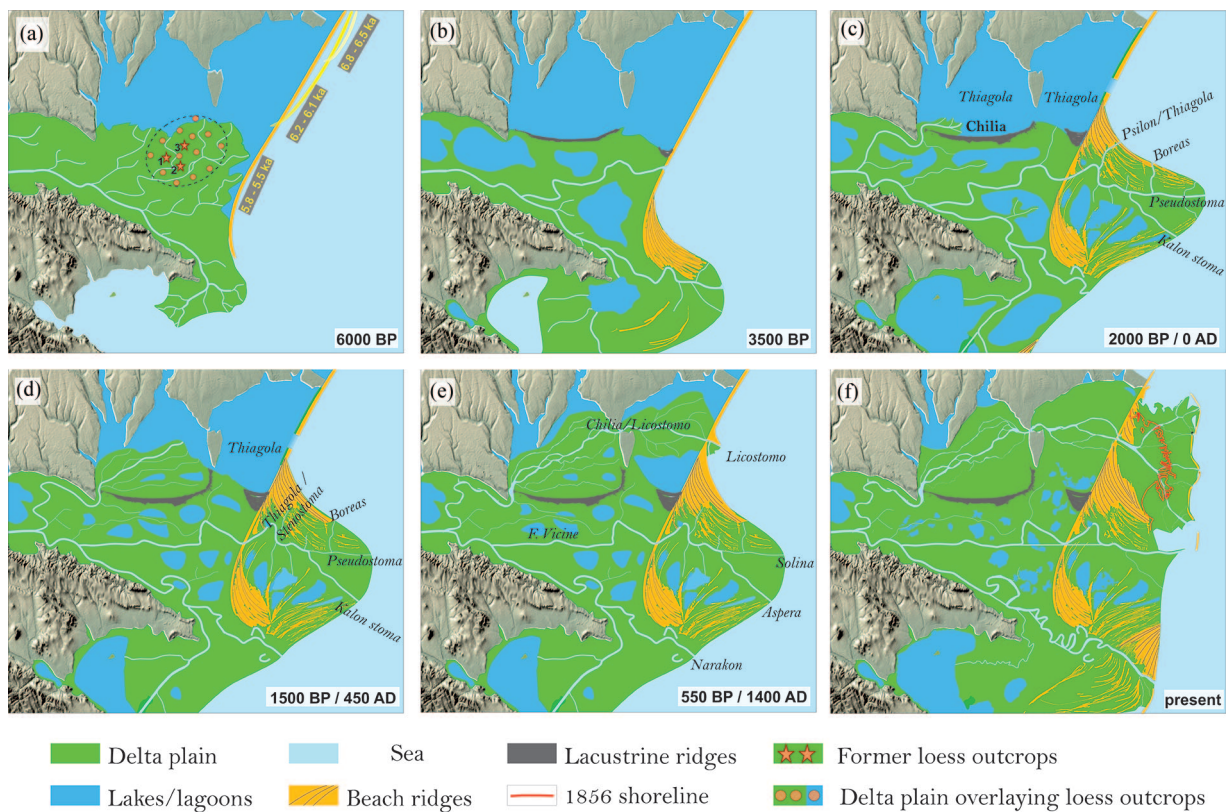 (a)
6.8 - 6.5 ka
6.2 - 6.1 ka
5.8 - 5.5 ka
3
1
2
6000 BP
(b)
3500 BP
(c)
Thiagola Thiagola
Chilia
Psilon/Thiagola
Boreas
Pseudostoma
Kalon stoma
2000 BP / 0 AD
(d)
Thiagola
Thiagola /
Stenostoma
Boreas
Pseudostoma
Kalon stoma
1500 BP / 450 AD
(e)
Chilia/Licostomo
Licostomo
F. Vicine
Solina
Aspera
Narakon
550 BP / 1400 AD
(f)
present
Delta plain
Sea
Lacustrine ridges
Former loess outcrops
Lakes/lagoons
Beach ridges
1856 shoreline
Delta plain overlaying loess outcrops